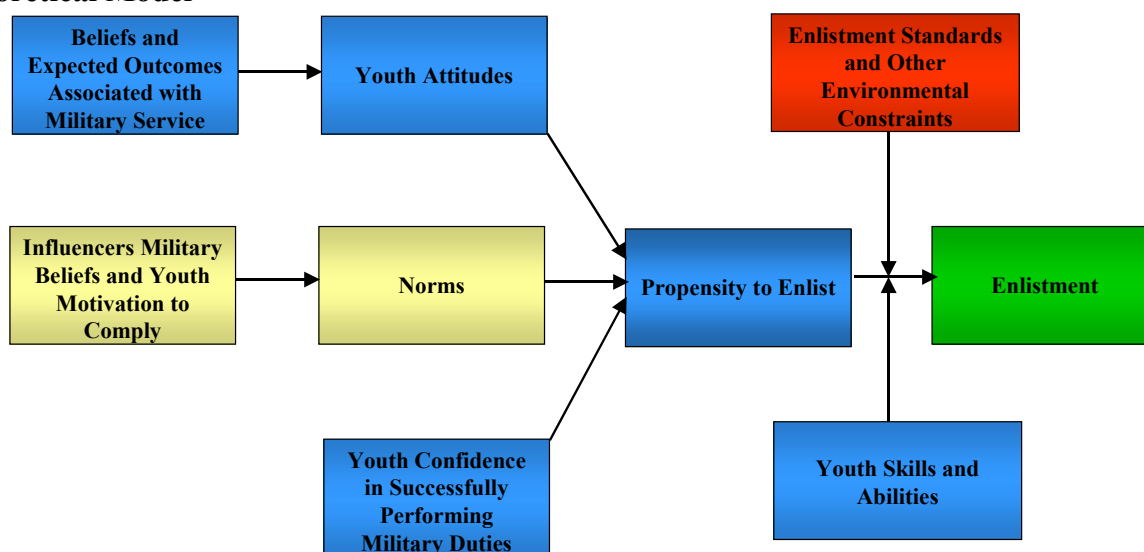 Beliefs and
Expected Outcomes
Associated with
Military Service
Youth Attitudes
Enlistment Standards
and Other
Environmental
Constraints
Influencers Military
Beliefs and Youth
Motivation to
Comply
Norms
Propensity to Enlist
Enlistment
Youth Confidence
in Successfully
Performing
Military Duties
Youth Skills and
Abilities